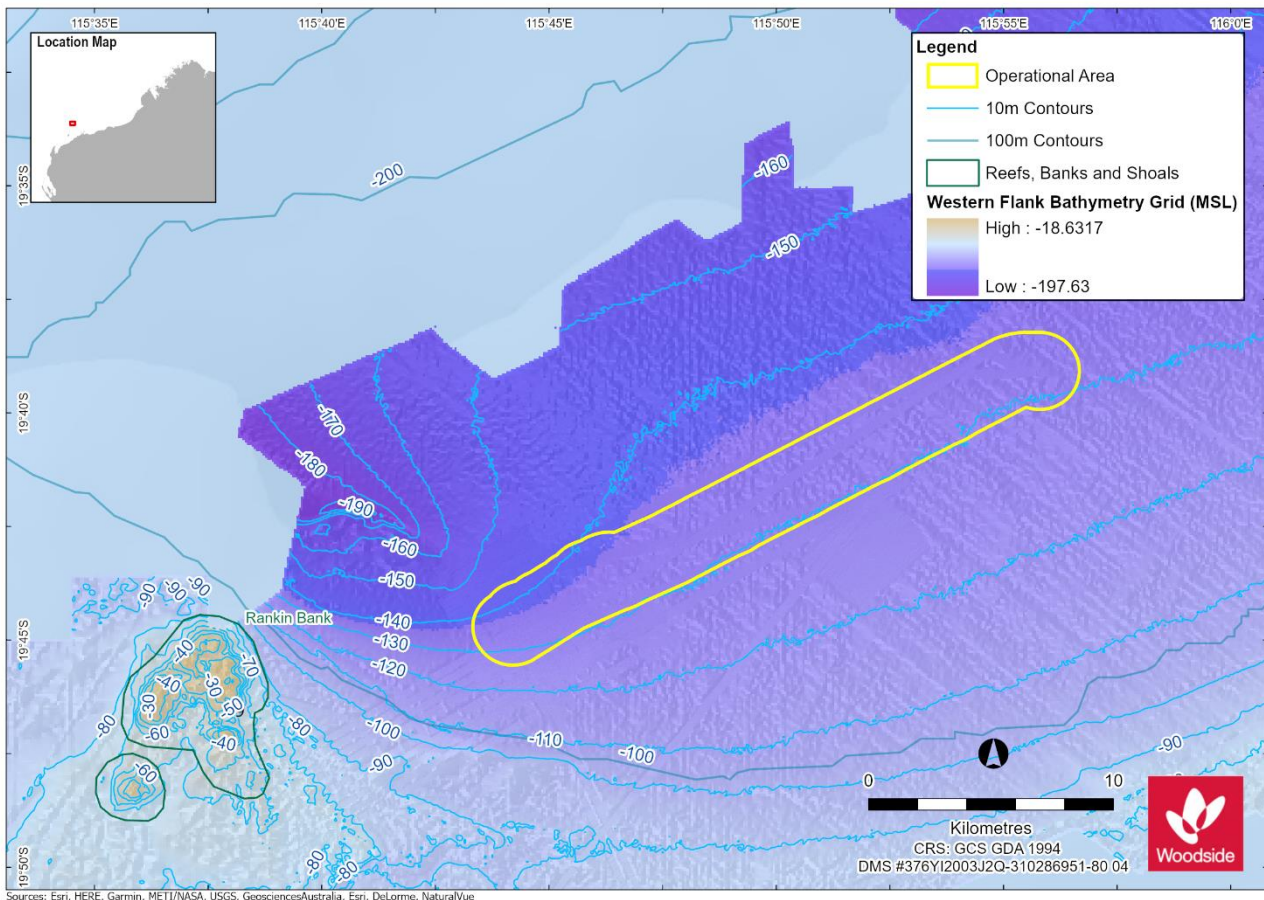 115°35'E
115°40'E
115°45'E
115°50'E
115°55'E
116°0'E
Location Map
Legend
Operational Area
10m Contours
100m Contours
Reefs, Banks and Shoals
Western Flank Bathymetry Grid (MSL)
High : -18.6317
Low : -197.63
19°35'S
19°40'S
19°45'S
19°50'S
-200
-160
-150
-170
-180
-190
-160
-150
-140
-130
-120
-110
-100
-100
-90
-90
-90
-90
-90
-90
Rankin Bank
-40
-70
-40
-30
-30
-50
-60
-40
-80
-80
-60
-80
-80
0
10
Kilometres
CRS: GCS GDA 1994
DMS #376YI2003J2Q-310286951-80 04
Woodside
Sources: Esri, HERE, Garmin, METI/NASA, USGS, GeosciencesAustralia, Esri, DeLorme, NaturalVue